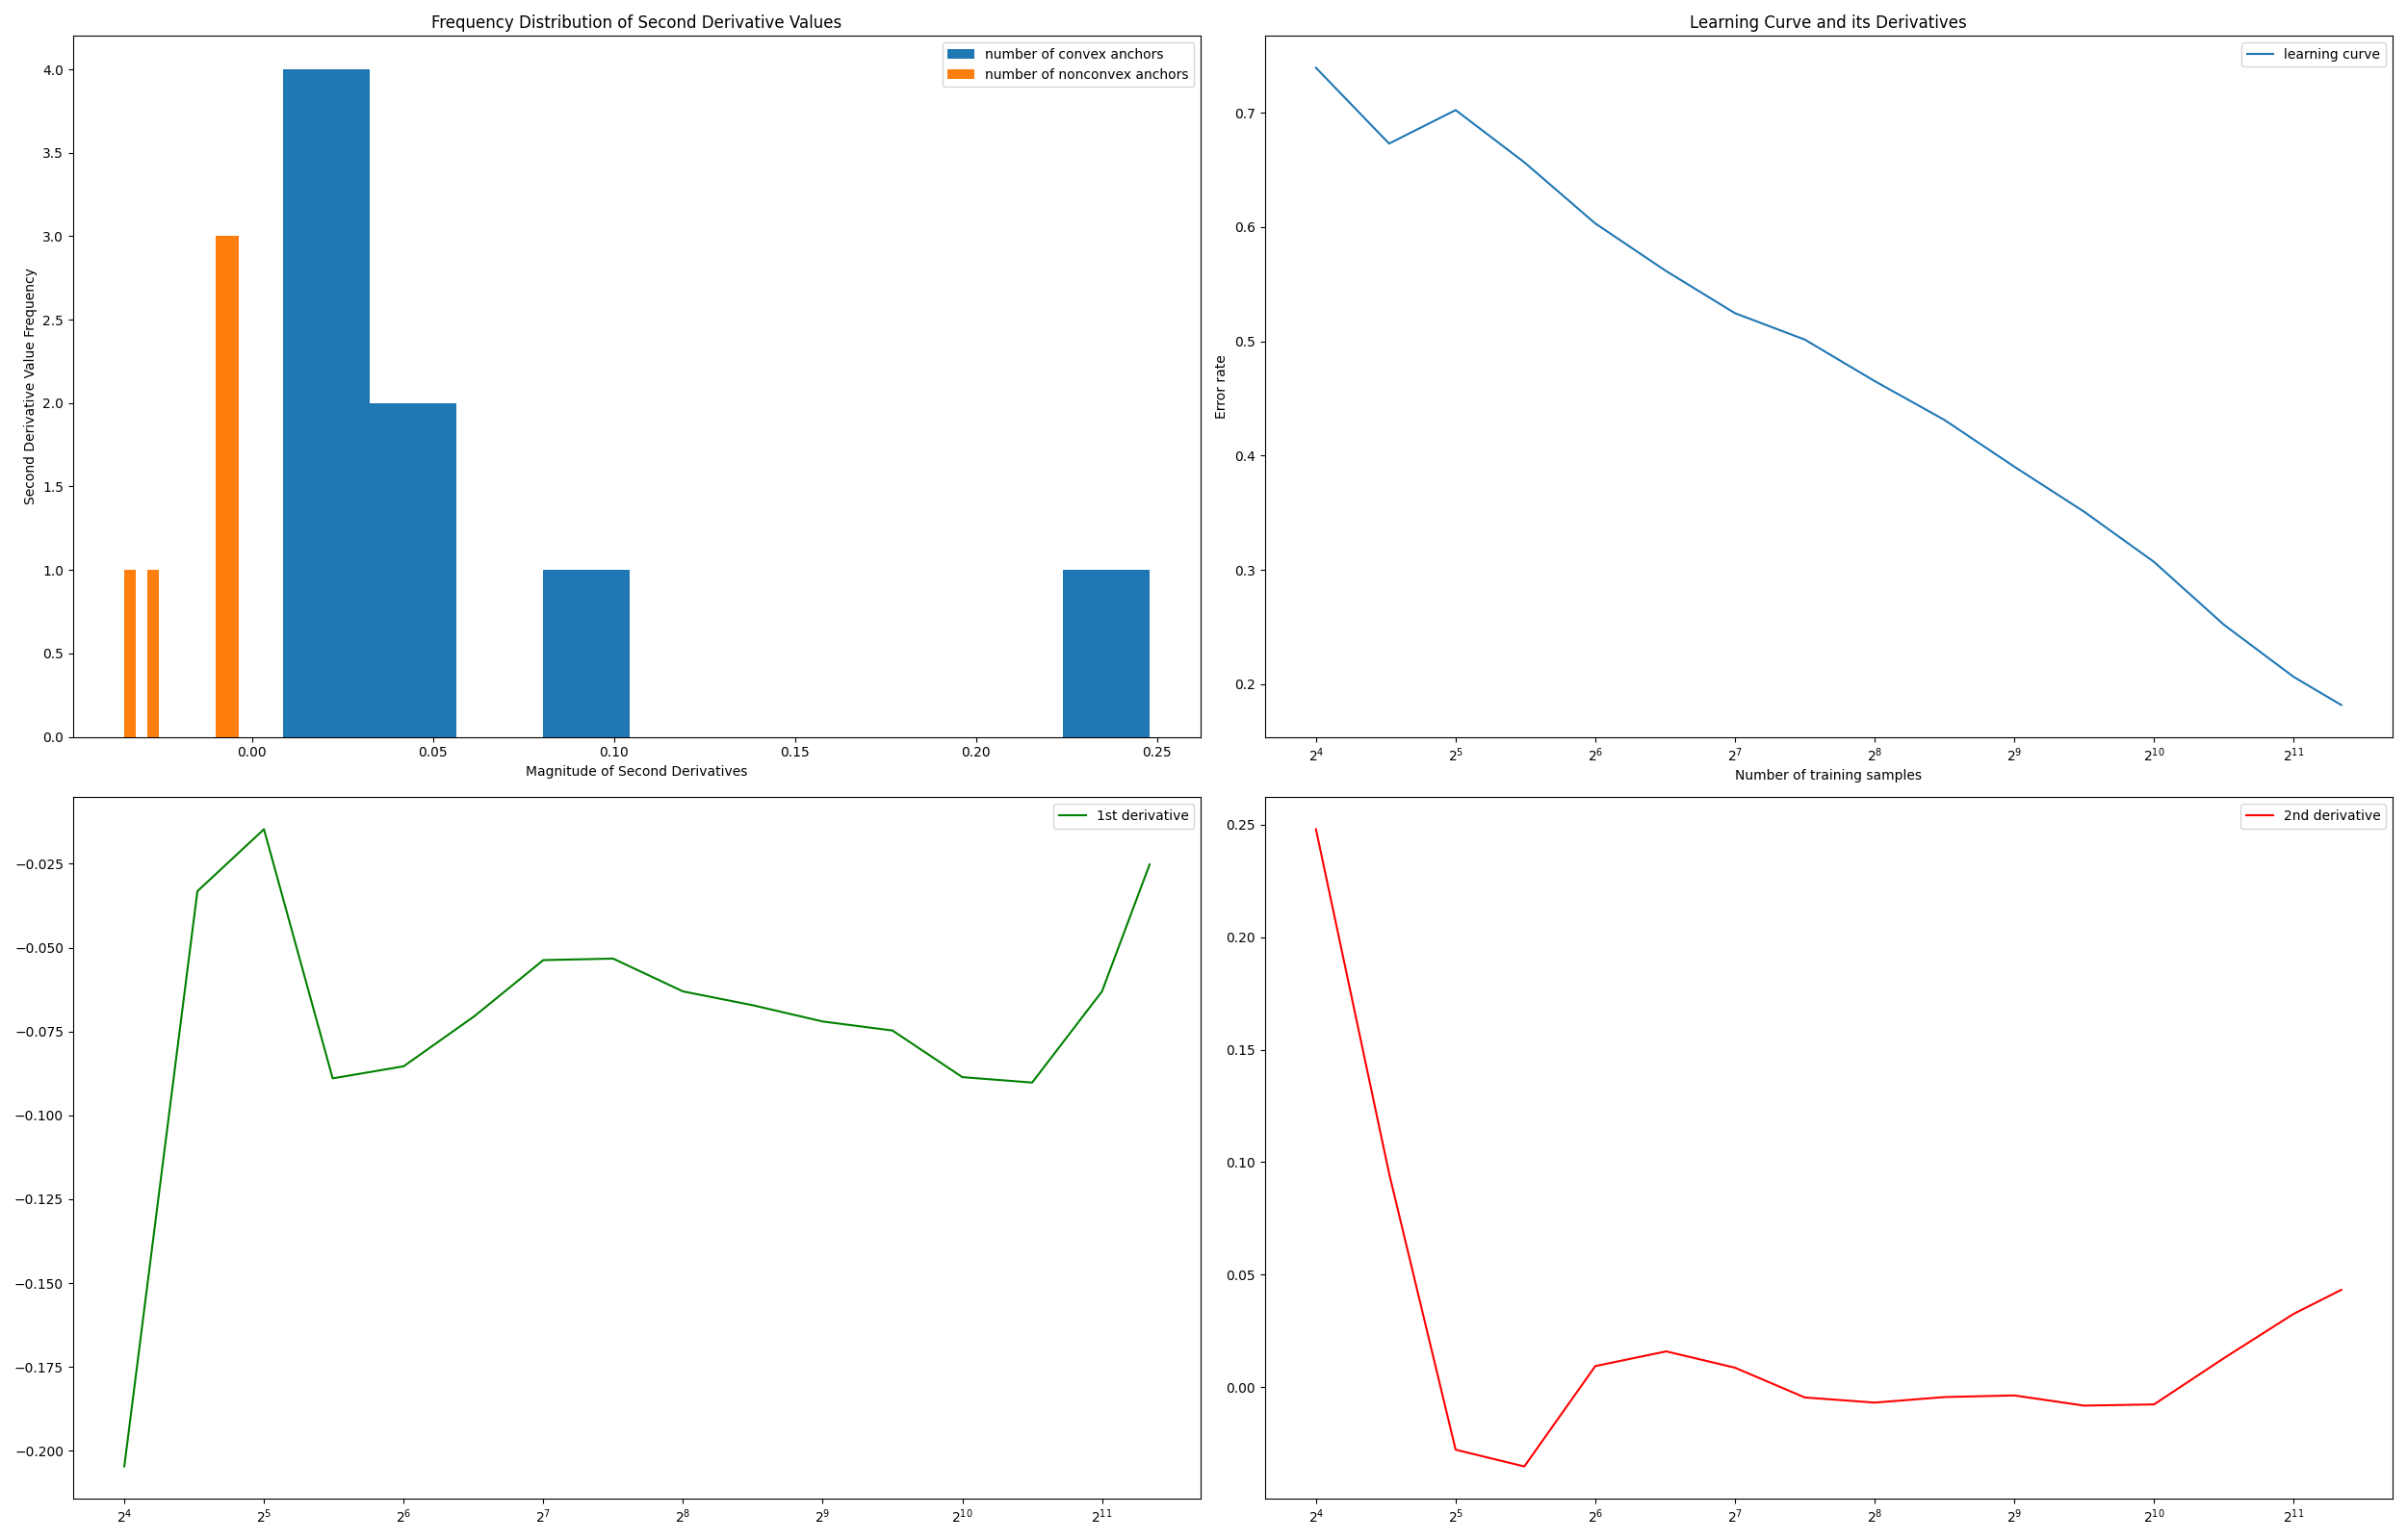 Frequency Distribution of Second Derivative Values
number of convex anchors
number of nonconvex anchors
4.0
3.5
3.0
2.5
2.0
1.5
1.0
0.5
0.0
Second Derivative Value Frequency
0.00 0.05 0.10 0.15 0.20 0.25
Magnitude of Second Derivatives
Learning Curve and its Derivatives
learning curve
0.7
0.6
0.5
0.4
0.3
0.2
Error rate
2⁴ 2⁵ 2⁶ 2⁷ 2⁸ 2⁹ 2¹⁰ 2¹¹
Number of training samples
1st derivative
−0.025
−0.050
−0.075
−0.100
−0.125
−0.150
−0.175
−0.200
2⁴ 2⁵ 2⁶ 2⁷ 2⁸ 2⁹ 2¹⁰ 2¹¹
2nd derivative
0.25
0.20
0.15
0.10
0.05
0.00
2⁴ 2⁵ 2⁶ 2⁷ 2⁸ 2⁹ 2¹⁰ 2¹¹